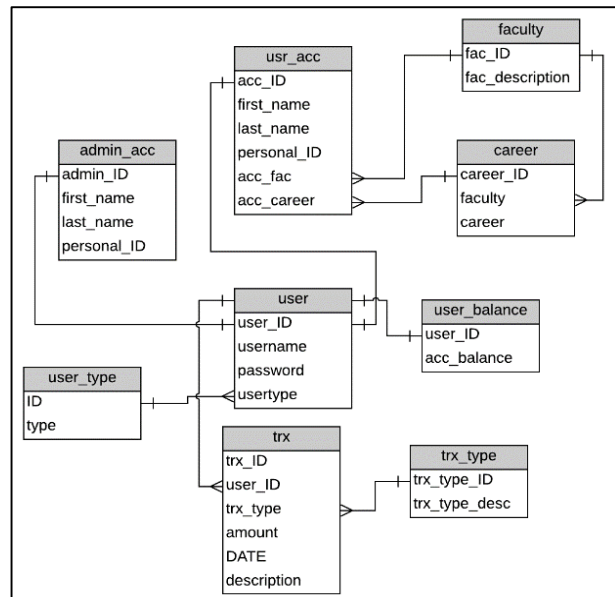 faculty
fac_ID
fac_description
usr_acc
acc_ID
first_name
last_name
personal_ID
acc_fac
acc_career
admin_acc
admin_ID
first_name
last_name
personal_ID
career
career_ID
faculty
career
user
user_ID
username
password
usertype
user_balance
user_ID
acc_balance
user_type
ID
type
trx
trx_ID
user_ID
trx_type
amount
DATE
description
trx_type
trx_type_ID
trx_type_desc